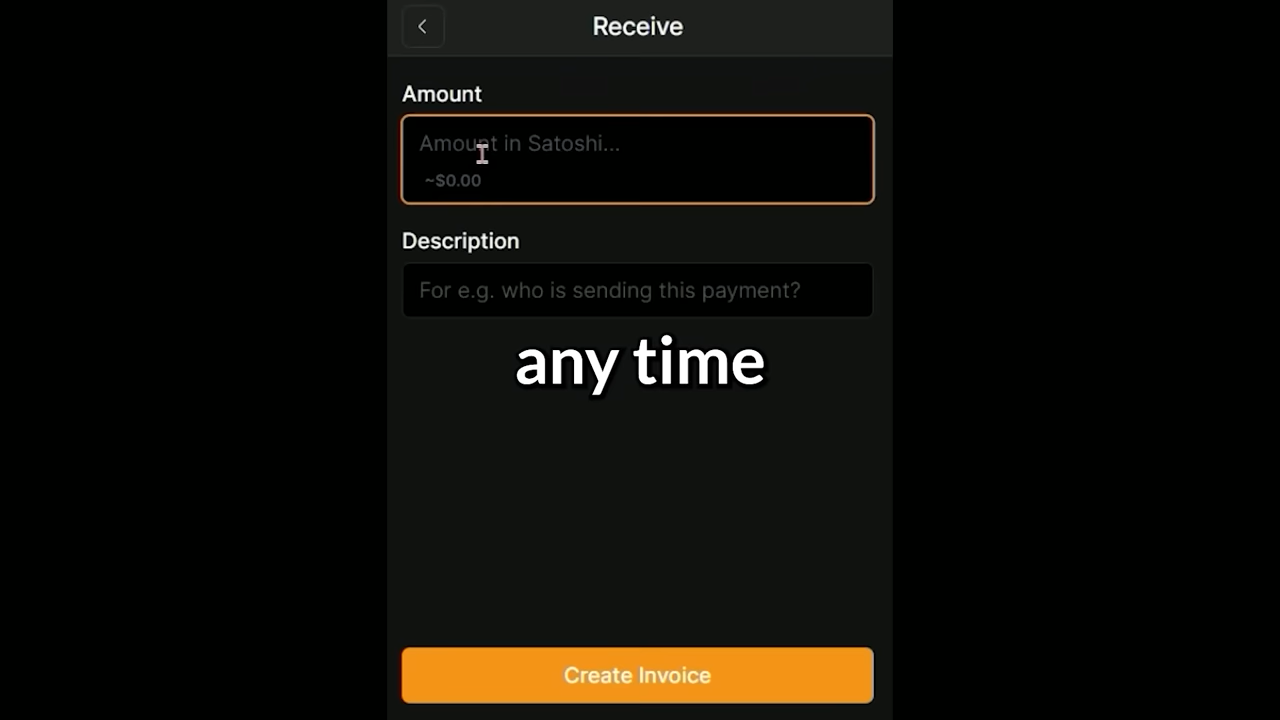 Receive
Amount
Amount in Satoshi...
~$0.00
Description
For e.g. who is sending this payment?
any time
Create Invoice